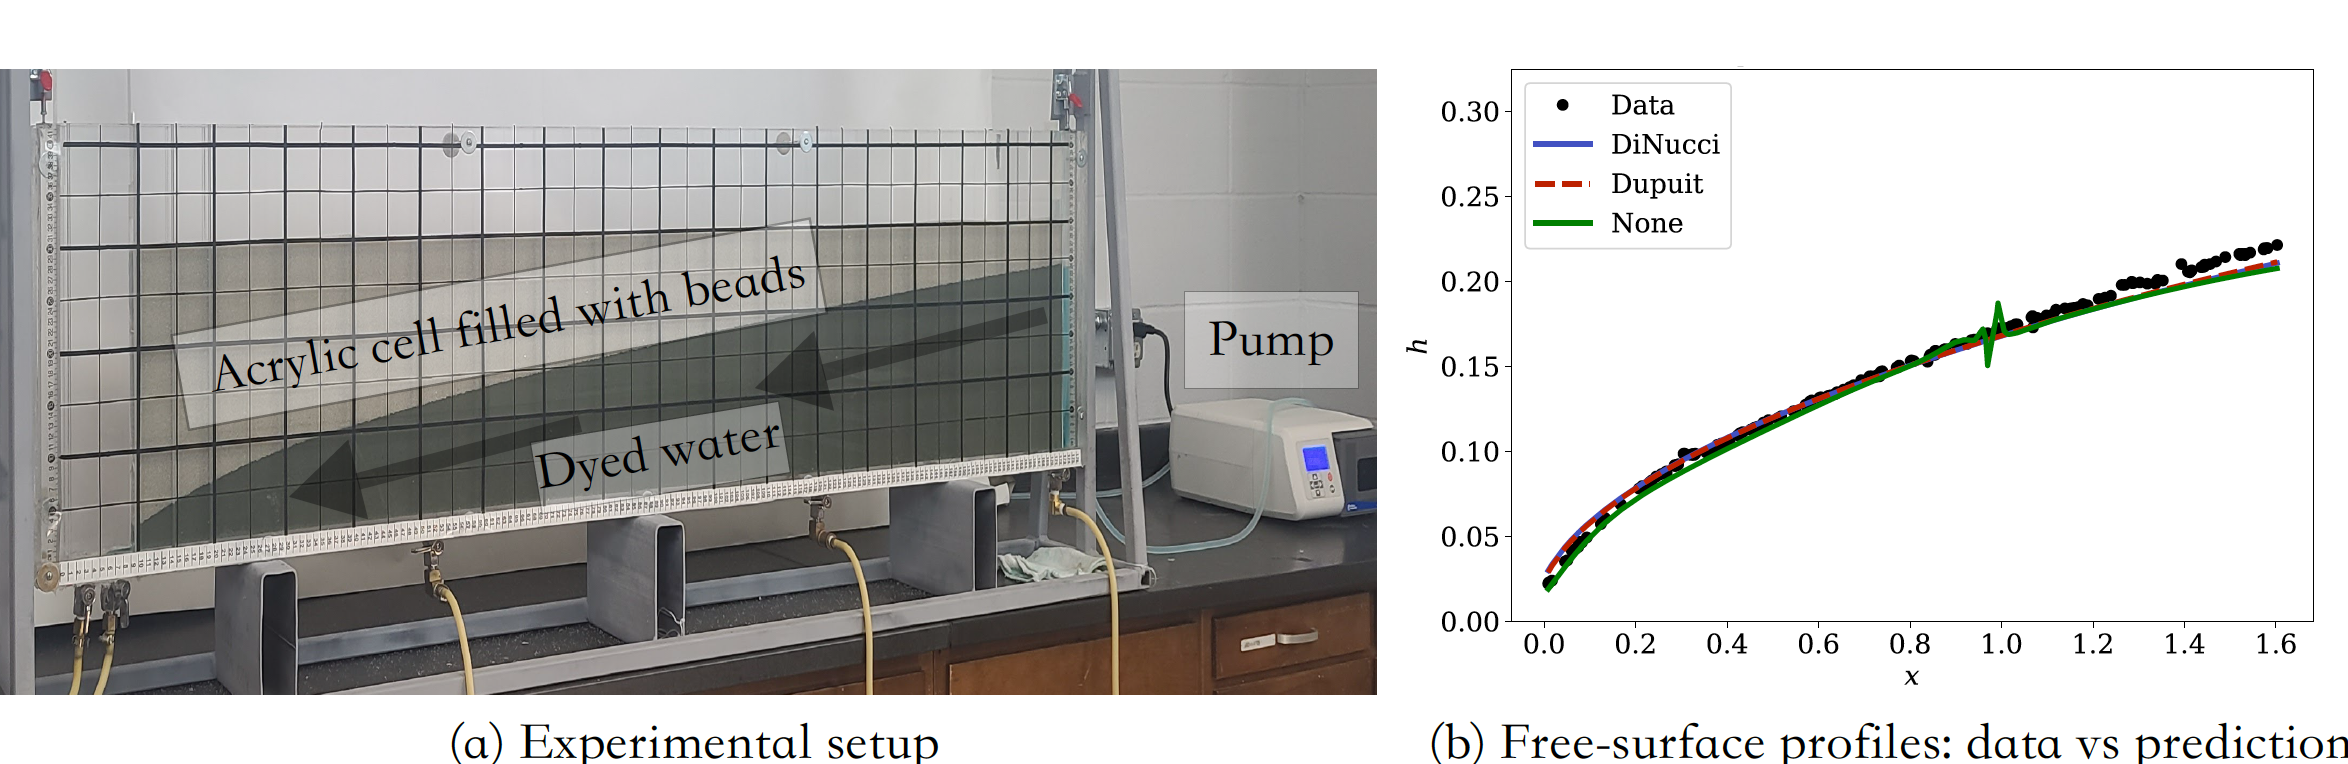 Acrylic cell filled with beads
Dyed water
Pump
(a) Experimental setup
Data
DiNucci
Dupuit
None
0.30
0.25
0.20
0.15
0.10
0.05
0.00
h
0.0 0.2 0.4 0.6 0.8 1.0 1.2 1.4 1.6
x
(b) Free-surface profiles: data vs prediction